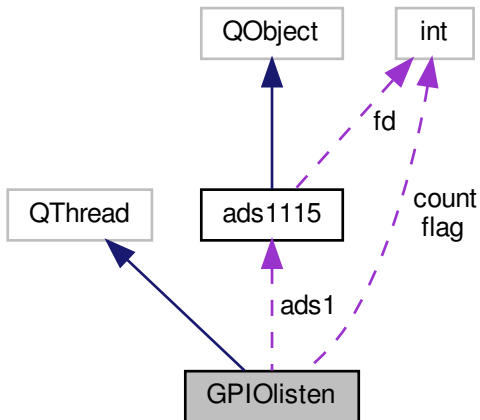 QObject
int
fd
QThread
ads1115
count
flag
ads1
GPIOlisten